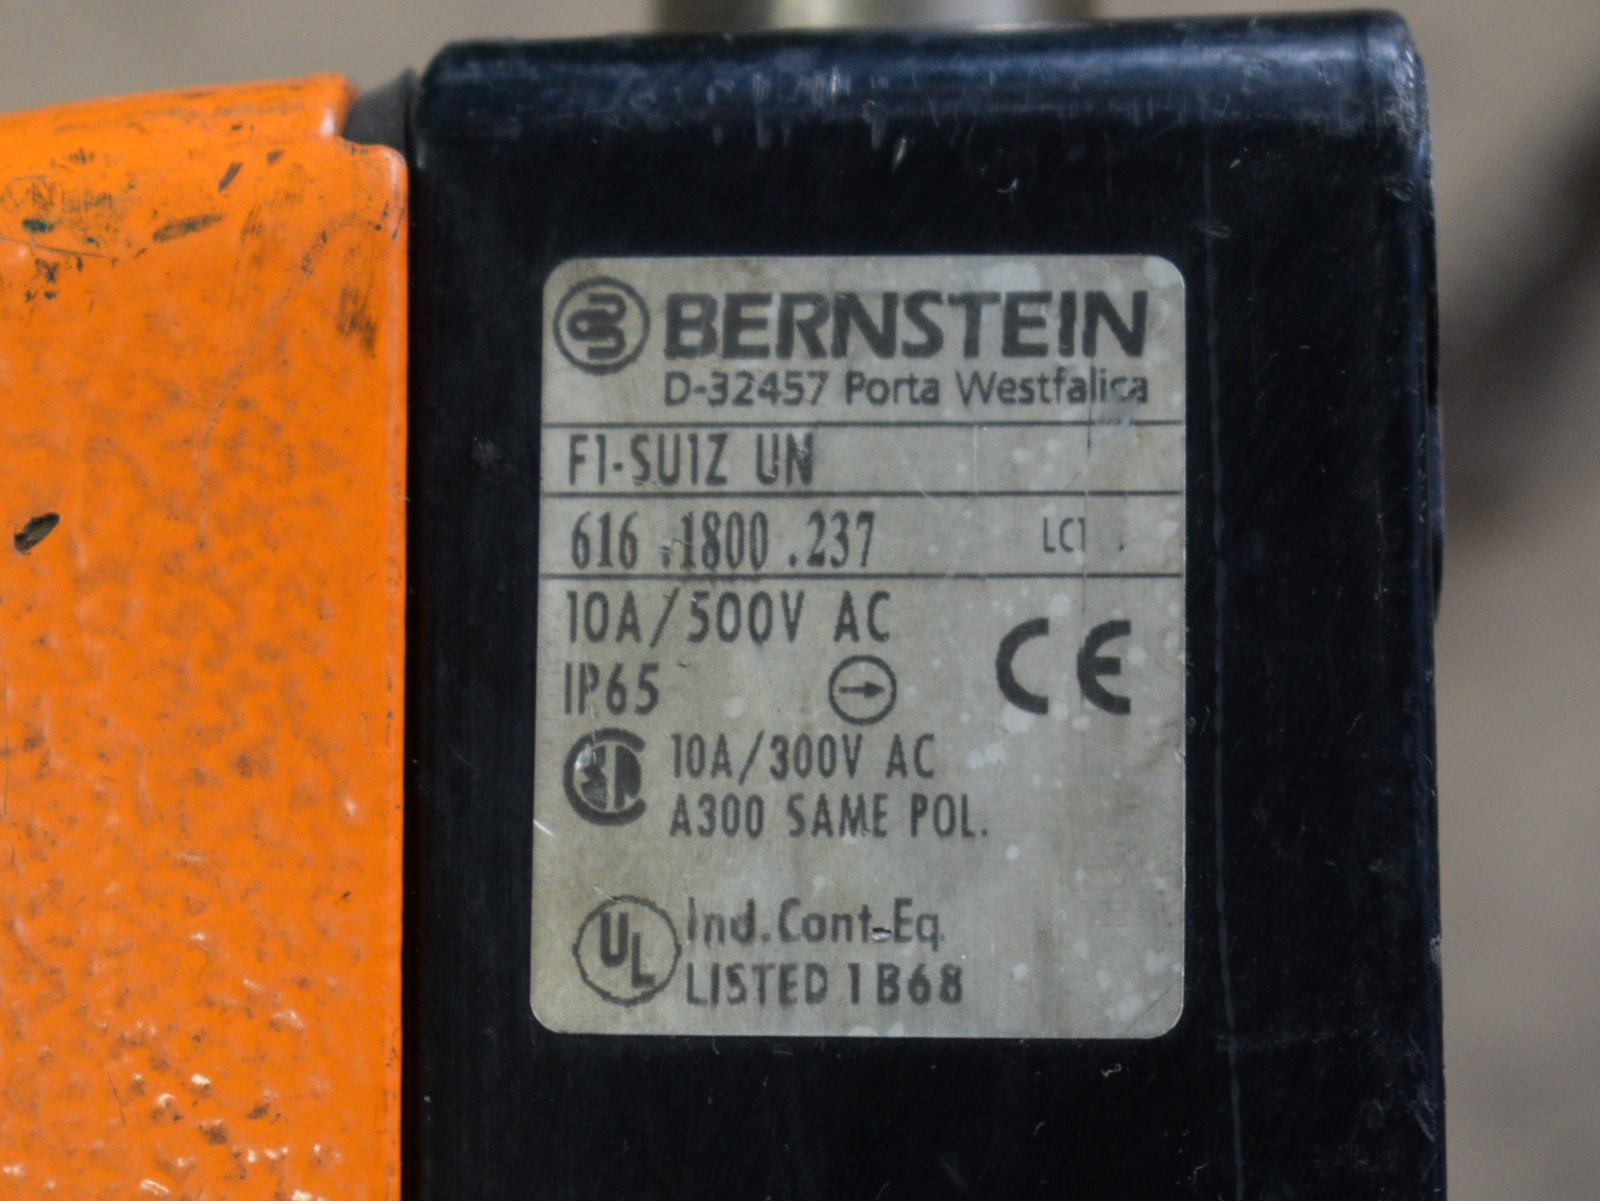 BERNSTEIN
D-32457 Porta Westfalica
F1-SU1Z UN
616 .1800 .237
10A/500V AC
IP65
CE
10A/300V AC
A300 SAME POL.
UL
Ind.Cont-Eq.
LISTED 1B68